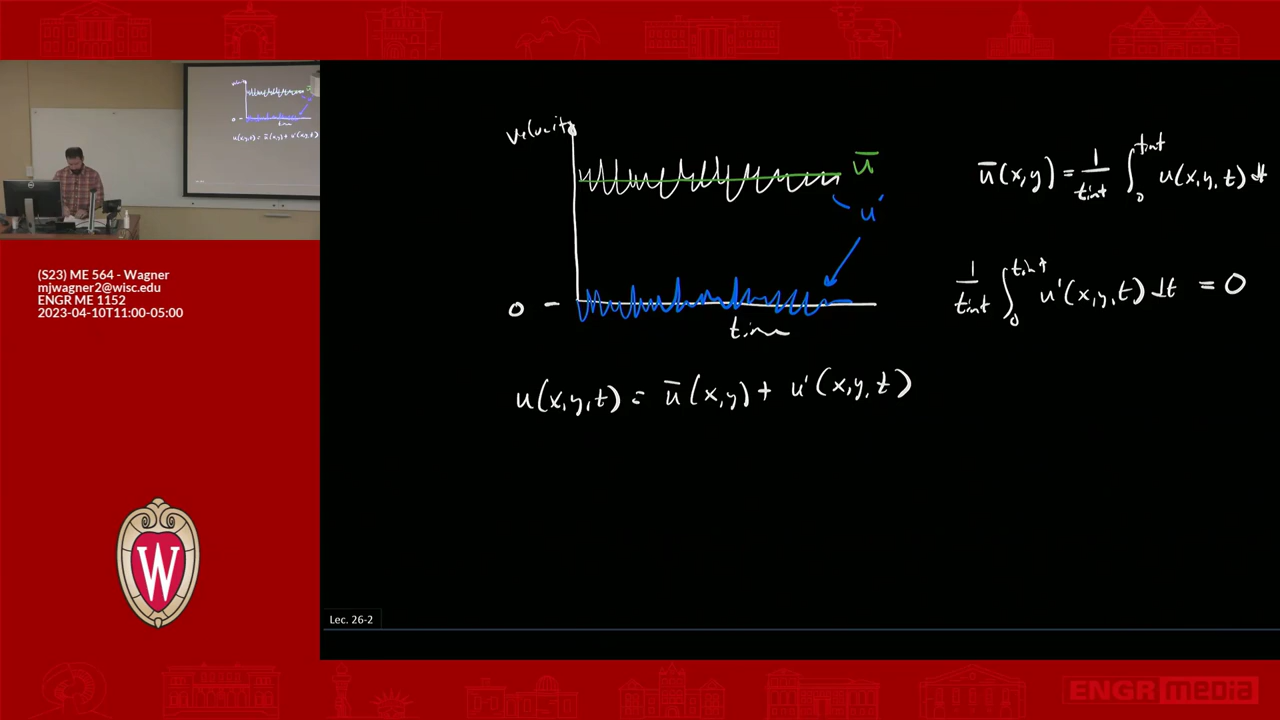 (S23) ME 564 - Wagner
mjwagner2@wisc.edu
ENGR ME 1152
2023-04-10T11:00-05:00
W
velocity
ū
u'
0
time
u(x,y,t) = ū(x,y) + u'(x,y,t)
ū(x,y) = 1/tint ∫₀^tint u(x,y,t) dt
1/tint ∫₀^tint u'(x,y,t) dt = 0
Lec. 26-2
ENGR media